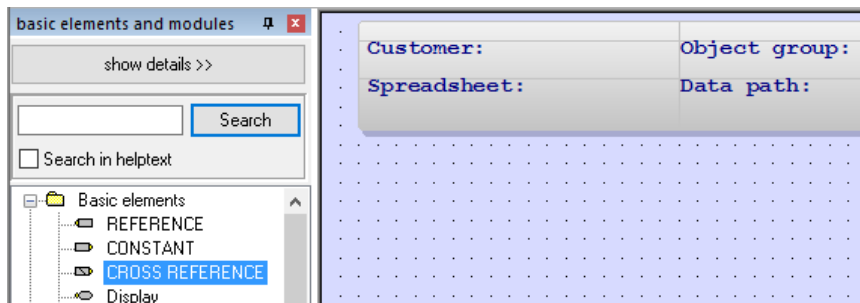 basic elements and modules
show details >>
Search
Search in helptext
Basic elements
REFERENCE
CONSTANT
CROSS REFERENCE
Display
Customer: Object group:
Spreadsheet: Data path: